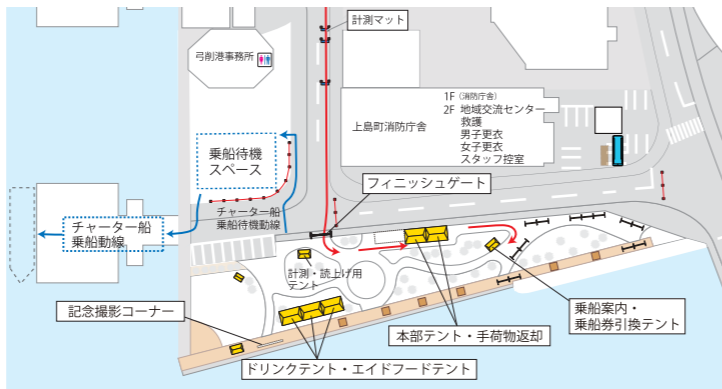 計測マット
弓削港事務所
1F（消防庁舎）
2F 地域交流センター
救護
男子更衣
女子更衣
スタッフ控室
上島町消防庁舎
乗船待機
スペース
フィニッシュゲート
チャーター船
乗船待機動線
チャーター船
乗船動線
計測・読上げ用
テント
記念撮影コーナー
乗船案内・
乗船券引換テント
本部テント・手荷物返却
ドリンクテント・エイドフードテント